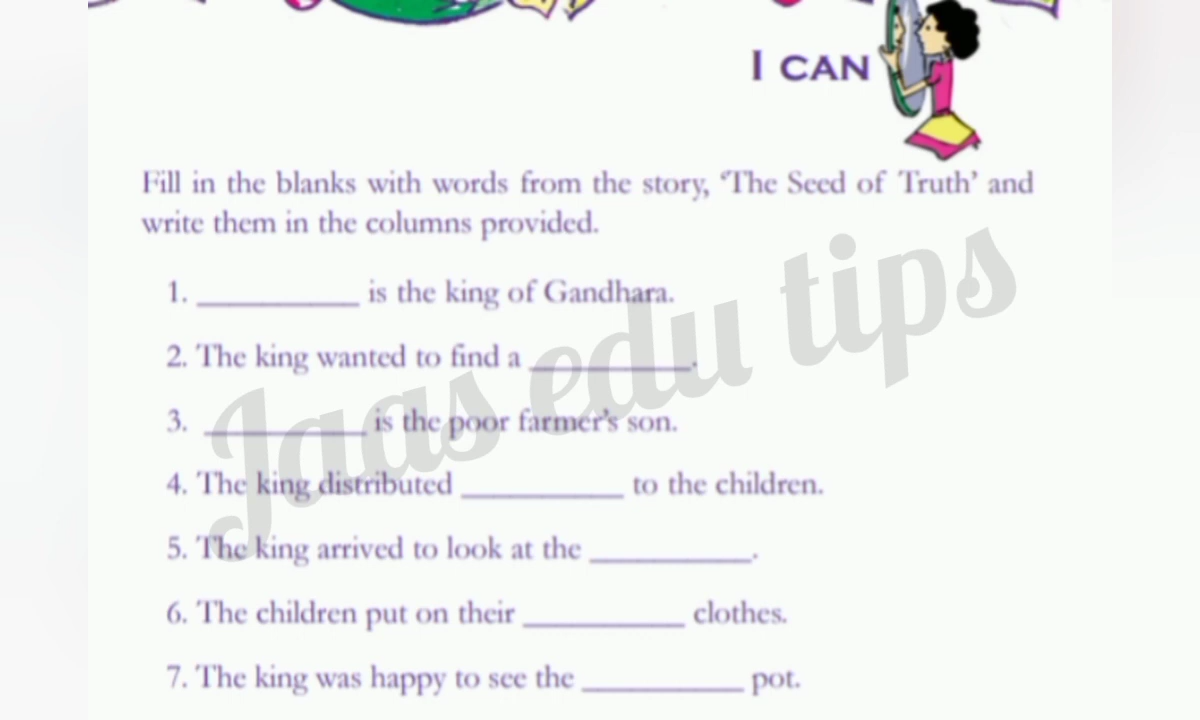 I CAN
Fill in the blanks with words from the story, ‘The Seed of Truth’ and
write them in the columns provided.
1. __________ is the king of Gandhara.
2. The king wanted to find a __________.
3. __________ is the poor farmer’s son.
4. The king distributed __________ to the children.
5. The king arrived to look at the __________.
6. The children put on their __________ clothes.
7. The king was happy to see the __________ pot.
Jaas edu tips